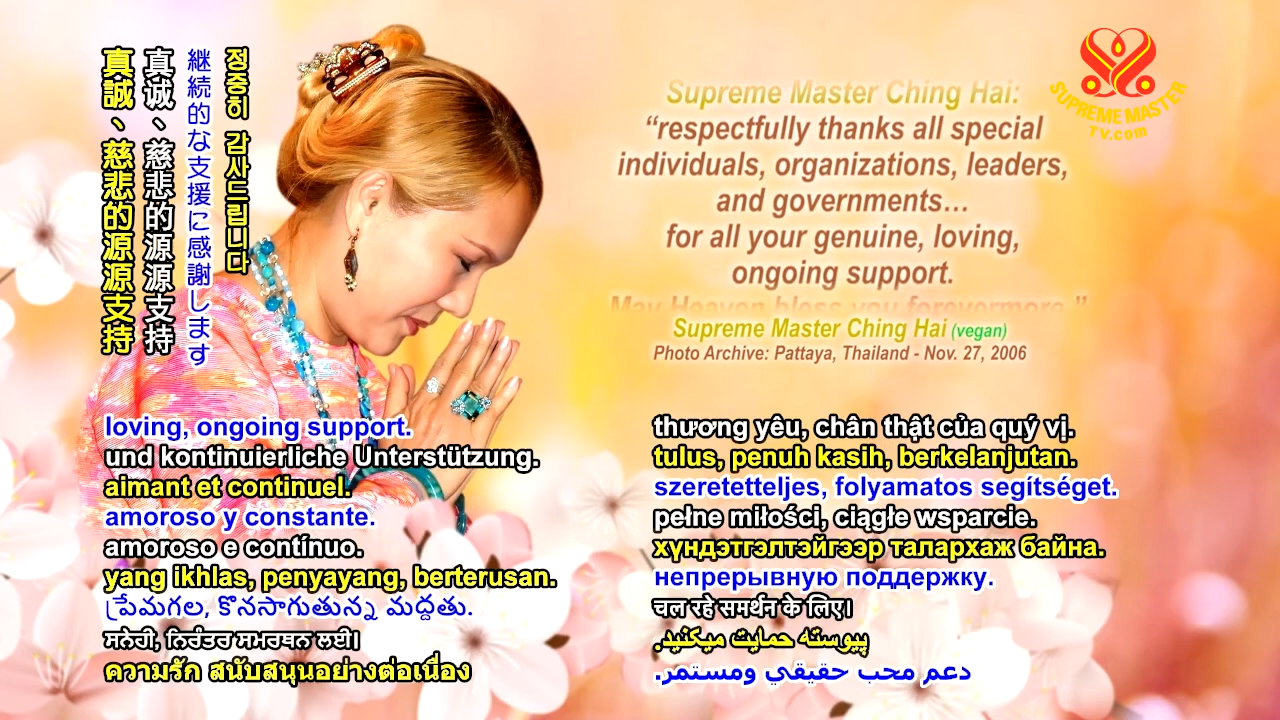 真誠、慈悲的源源支持
真诚、慈悲的源源支持
継続的な支援に感謝します
정중히 감사드립니다
SUPREME MASTER
TV.com
Supreme Master Ching Hai:
“respectfully thanks all special
individuals, organizations, leaders,
and governments…
for all your genuine, loving,
ongoing support.
May Heaven bless you forevermore.”
Supreme Master Ching Hai (vegan)
Photo Archive: Pattaya, Thailand - Nov. 27, 2006
loving, ongoing support.
und kontinuierliche Unterstützung.
aimant et continuel.
amoroso y constante.
amoroso e contínuo.
yang ikhlas, penyayang, berterusan.
ప్రేమగల, కొనసాగుతున్న మద్దతు.
ਸਨੇਰੀ, ਨਿਰੰਤਰ ਸਮਰਥਨ ਲਈ।
ความรัก สนับสนุนอย่างต่อเนื่อง
thương yêu, chân thật của quý vị.
tulus, penuh kasih, berkelanjutan.
szeretetteljes, folyamatos segítséget.
pełne miłości, ciągłe wsparcie.
хүндэтгэлтэйгээр талархаж байна.
непрерывную поддержку.
चल रहे समर्थन के लिए।
پیوسته حمایت میکنید.
دعم محب حقيقي ومستمر.